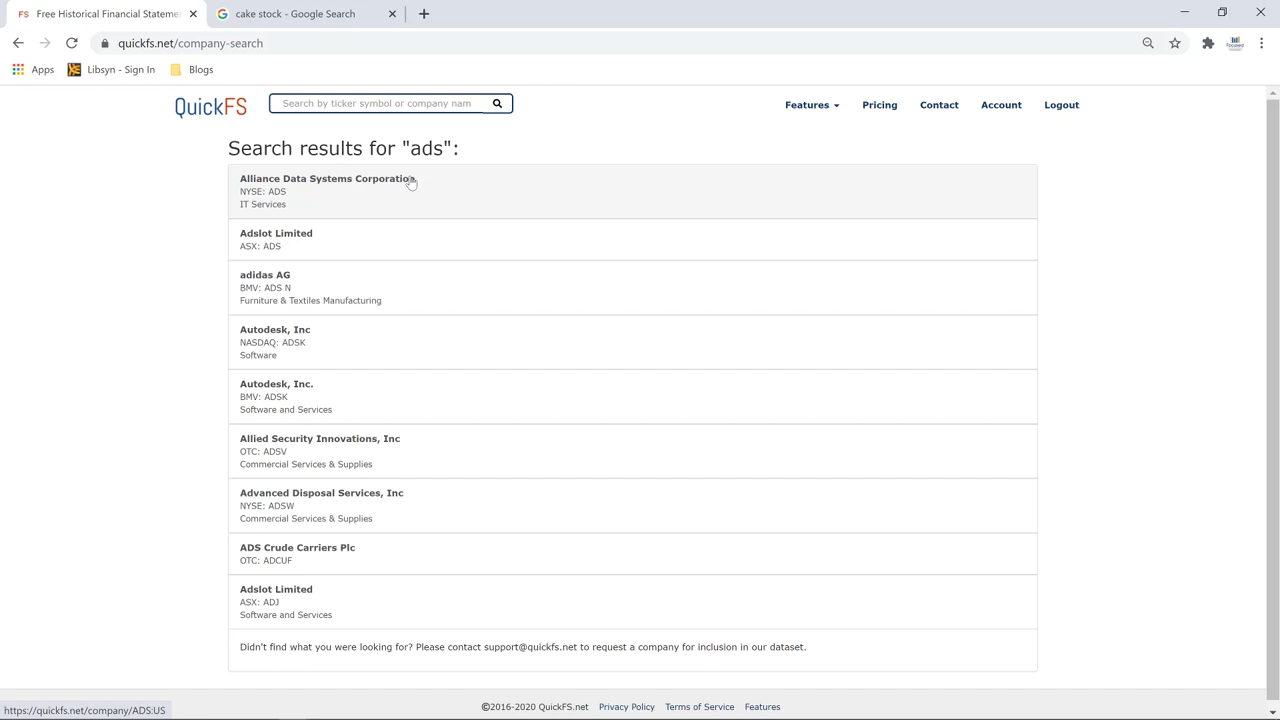 Free Historical Financial Stateme
cake stock - Google Search
quickfs.net/company-search
Apps
Libsyn - Sign In
Blogs
QuickFS
Search by ticker symbol or company nam
Features
Pricing
Contact
Account
Logout
Search results for "ads":
Alliance Data Systems Corporation
NYSE: ADS
IT Services
Adslot Limited
ASX: ADS
adidas AG
BMV: ADS N
Furniture & Textiles Manufacturing
Autodesk, Inc
NASDAQ: ADSK
Software
Autodesk, Inc.
BMV: ADSK
Software and Services
Allied Security Innovations, Inc
OTC: ADSV
Commercial Services & Supplies
Advanced Disposal Services, Inc
NYSE: ADSW
Commercial Services & Supplies
ADS Crude Carriers Plc
OTC: ADCUF
Adslot Limited
ASX: ADJ
Software and Services
Didn't find what you were looking for? Please contact support@quickfs.net to request a company for inclusion in our dataset.
©2016-2020 QuickFS.net
Privacy Policy
Terms of Service
Features
https://quickfs.net/company/ADS:US